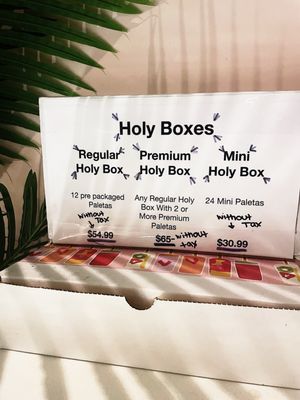 Holy Boxes
Regular
Holy Box
12 pre packaged
Paletas
without
TAX
$54.99
Premium
Holy Box
Any Regular Holy
Box With 2 or
More Premium
Paletas
$65- without
tax
Mini
Holy Box
24 Mini Paletas
without
TAX
$30.99